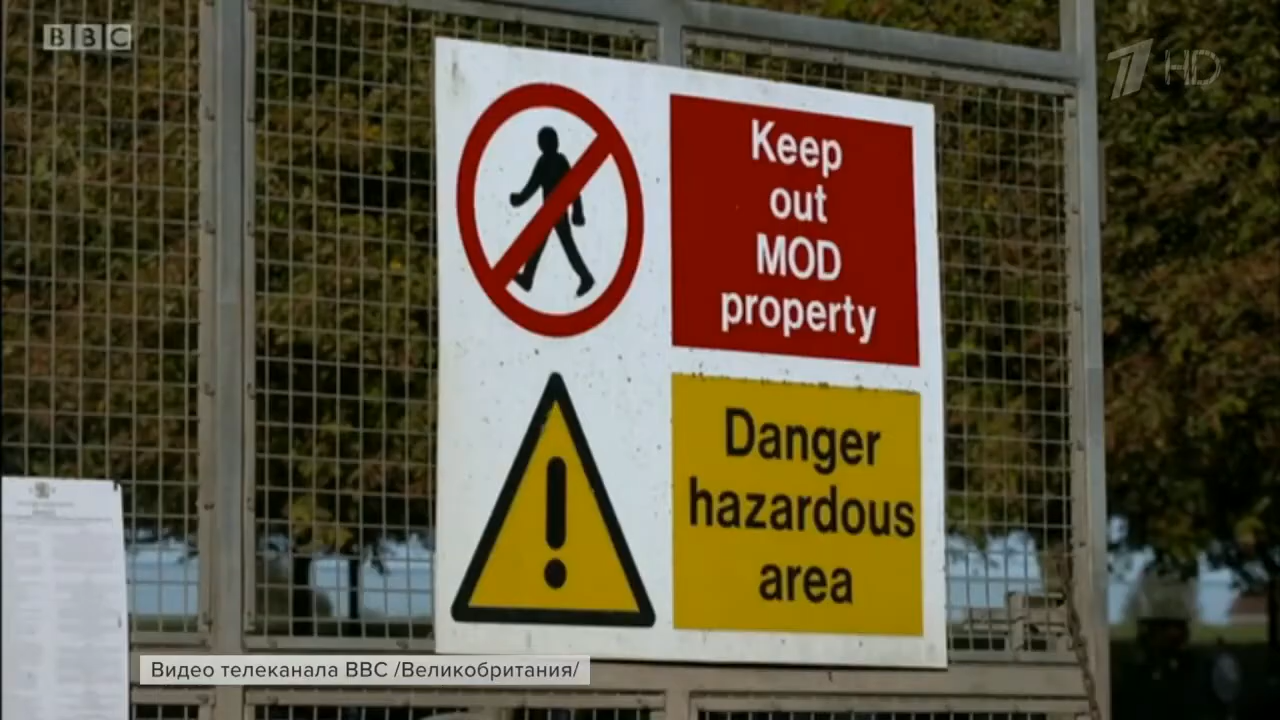 BBC
HD
Keep
out
MOD
property
Danger
hazardous
area
Видео телеканала BBC /Великобритания/